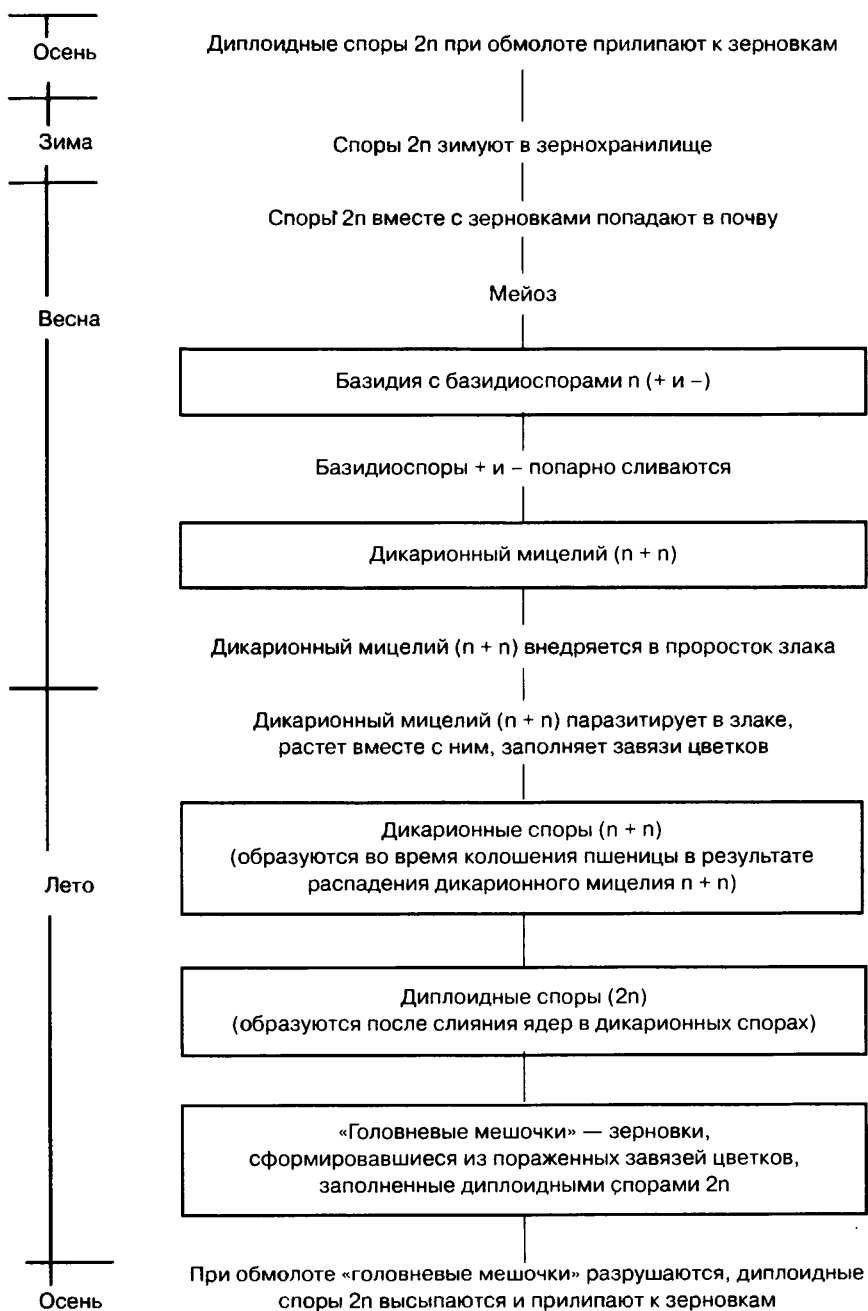 Осень
Диплоидные споры 2n при обмолоте прилипают к зерновкам
Зима
Споры 2n зимуют в зернохранилище
Споры 2n вместе с зерновками попадают в почву
Мейоз
Весна
Базидия с базидиоспорами n (+ и –)
Базидиоспоры + и – попарно сливаются
Дикарионный мицелий (n + n)
Дикарионный мицелий (n + n) внедряется в проросток злака
Дикарионный мицелий (n + n) паразитирует в злаке,
растет вместе с ним, заполняет завязи цветков
Лето
Дикарионные споры (n + n)
(образуются во время колошения пшеницы в результате
распадения дикарионного мицелия n + n)
Диплоидные споры (2n)
(образуются после слияния ядер в дикарионных спорах)
«Головневые мешочки» — зерновки,
сформировавшиеся из пораженных завязей цветков,
заполненные диплоидными спорами 2n
Осень
При обмолоте «головневые мешочки» разрушаются, диплоидные
споры 2n высыпаются и прилипают к зерновкам